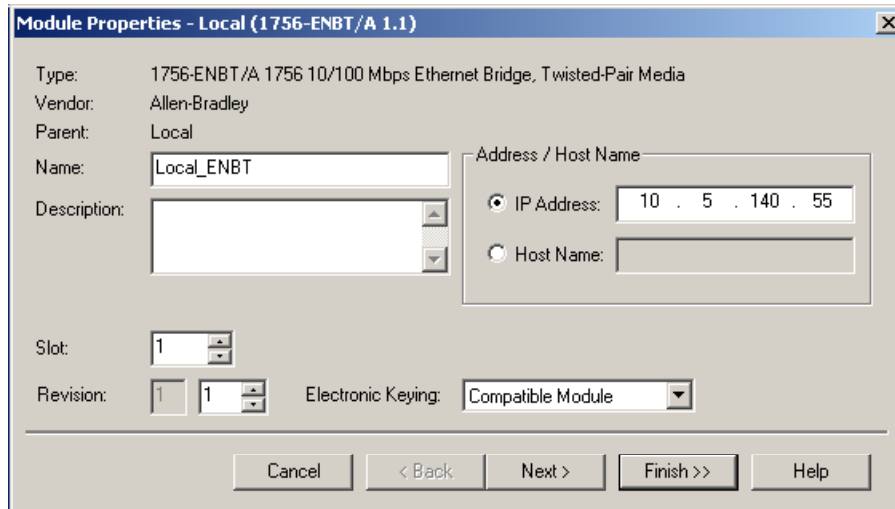 Module Properties - Local (1756-ENBT/A 1.1)
Type: 1756-ENBT/A 1756 10/100 Mbps Ethernet Bridge, Twisted-Pair Media
Vendor: Allen-Bradley
Parent: Local
Name: Local_ENBT
Address / Host Name
Description:
IP Address: 10 . 5 . 140 . 55
Host Name:
Slot: 1
Revision: 1 1 Electronic Keying: Compatible Module
Cancel < Back Next > Finish >> Help